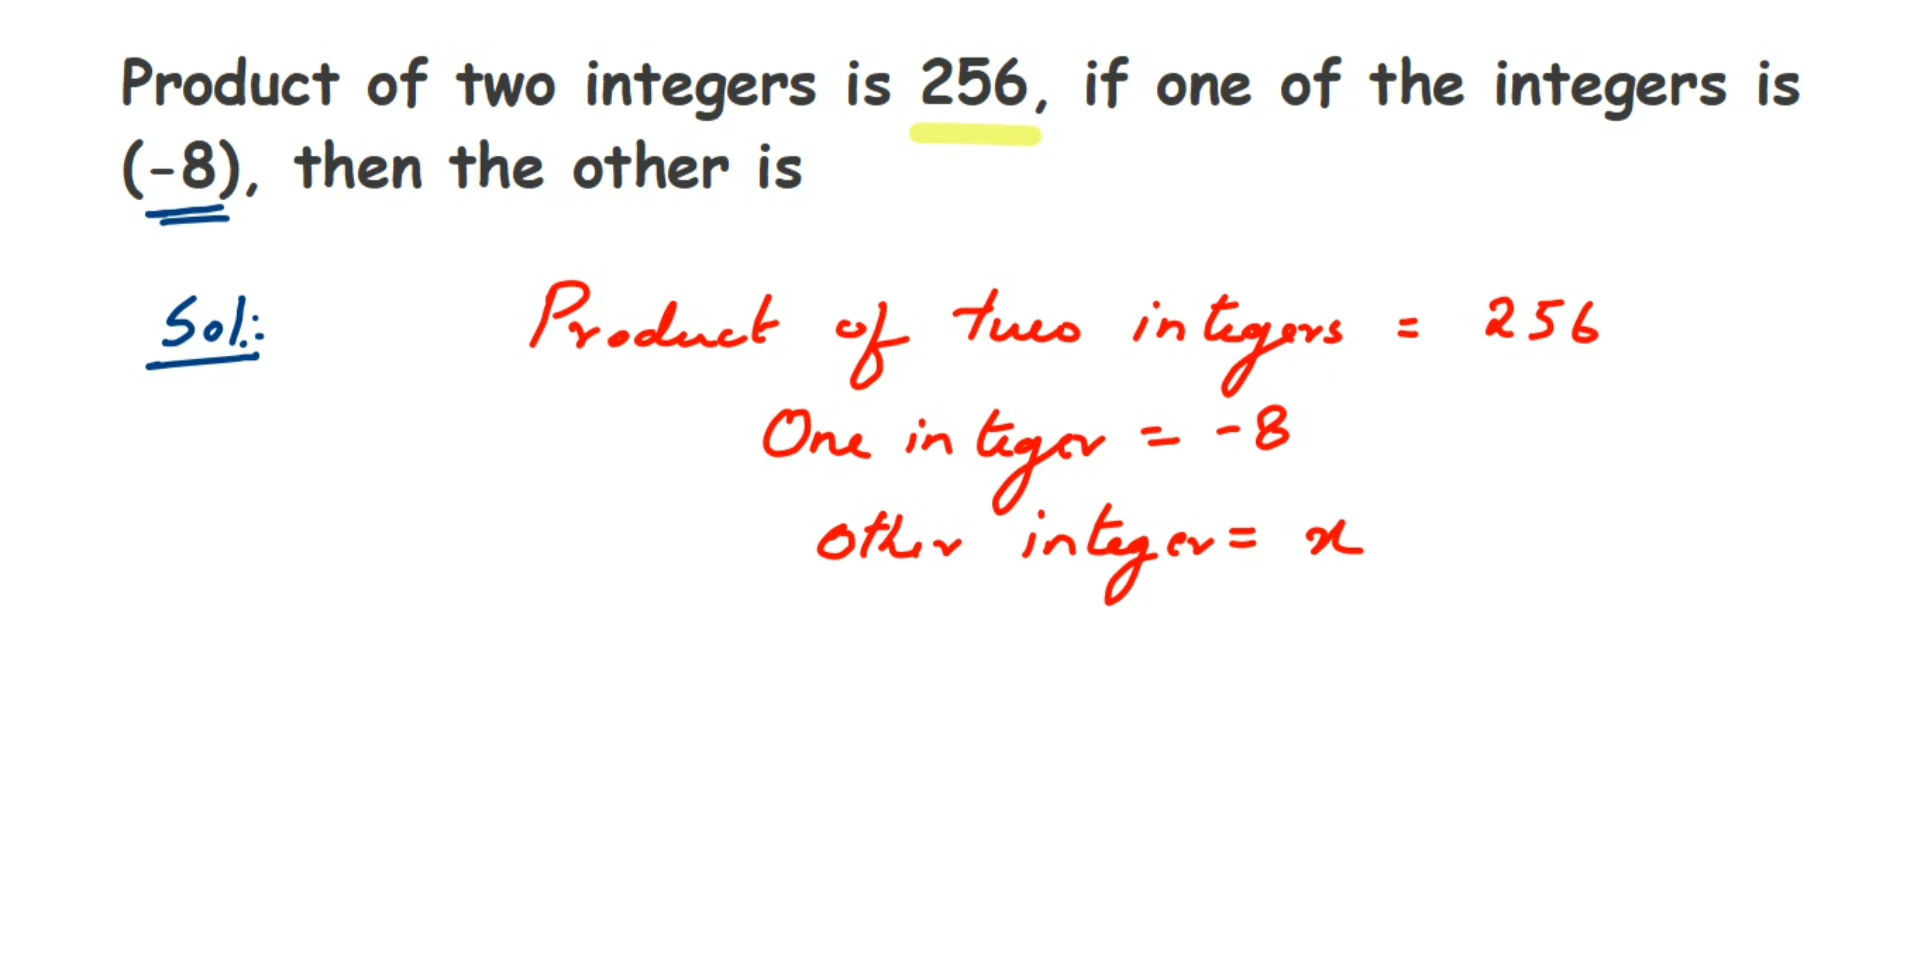 Product of two integers is 256, if one of the integers is
(-8), then the other is
Sol.: Product of two integers = 256
One integer = -8
other integer = x